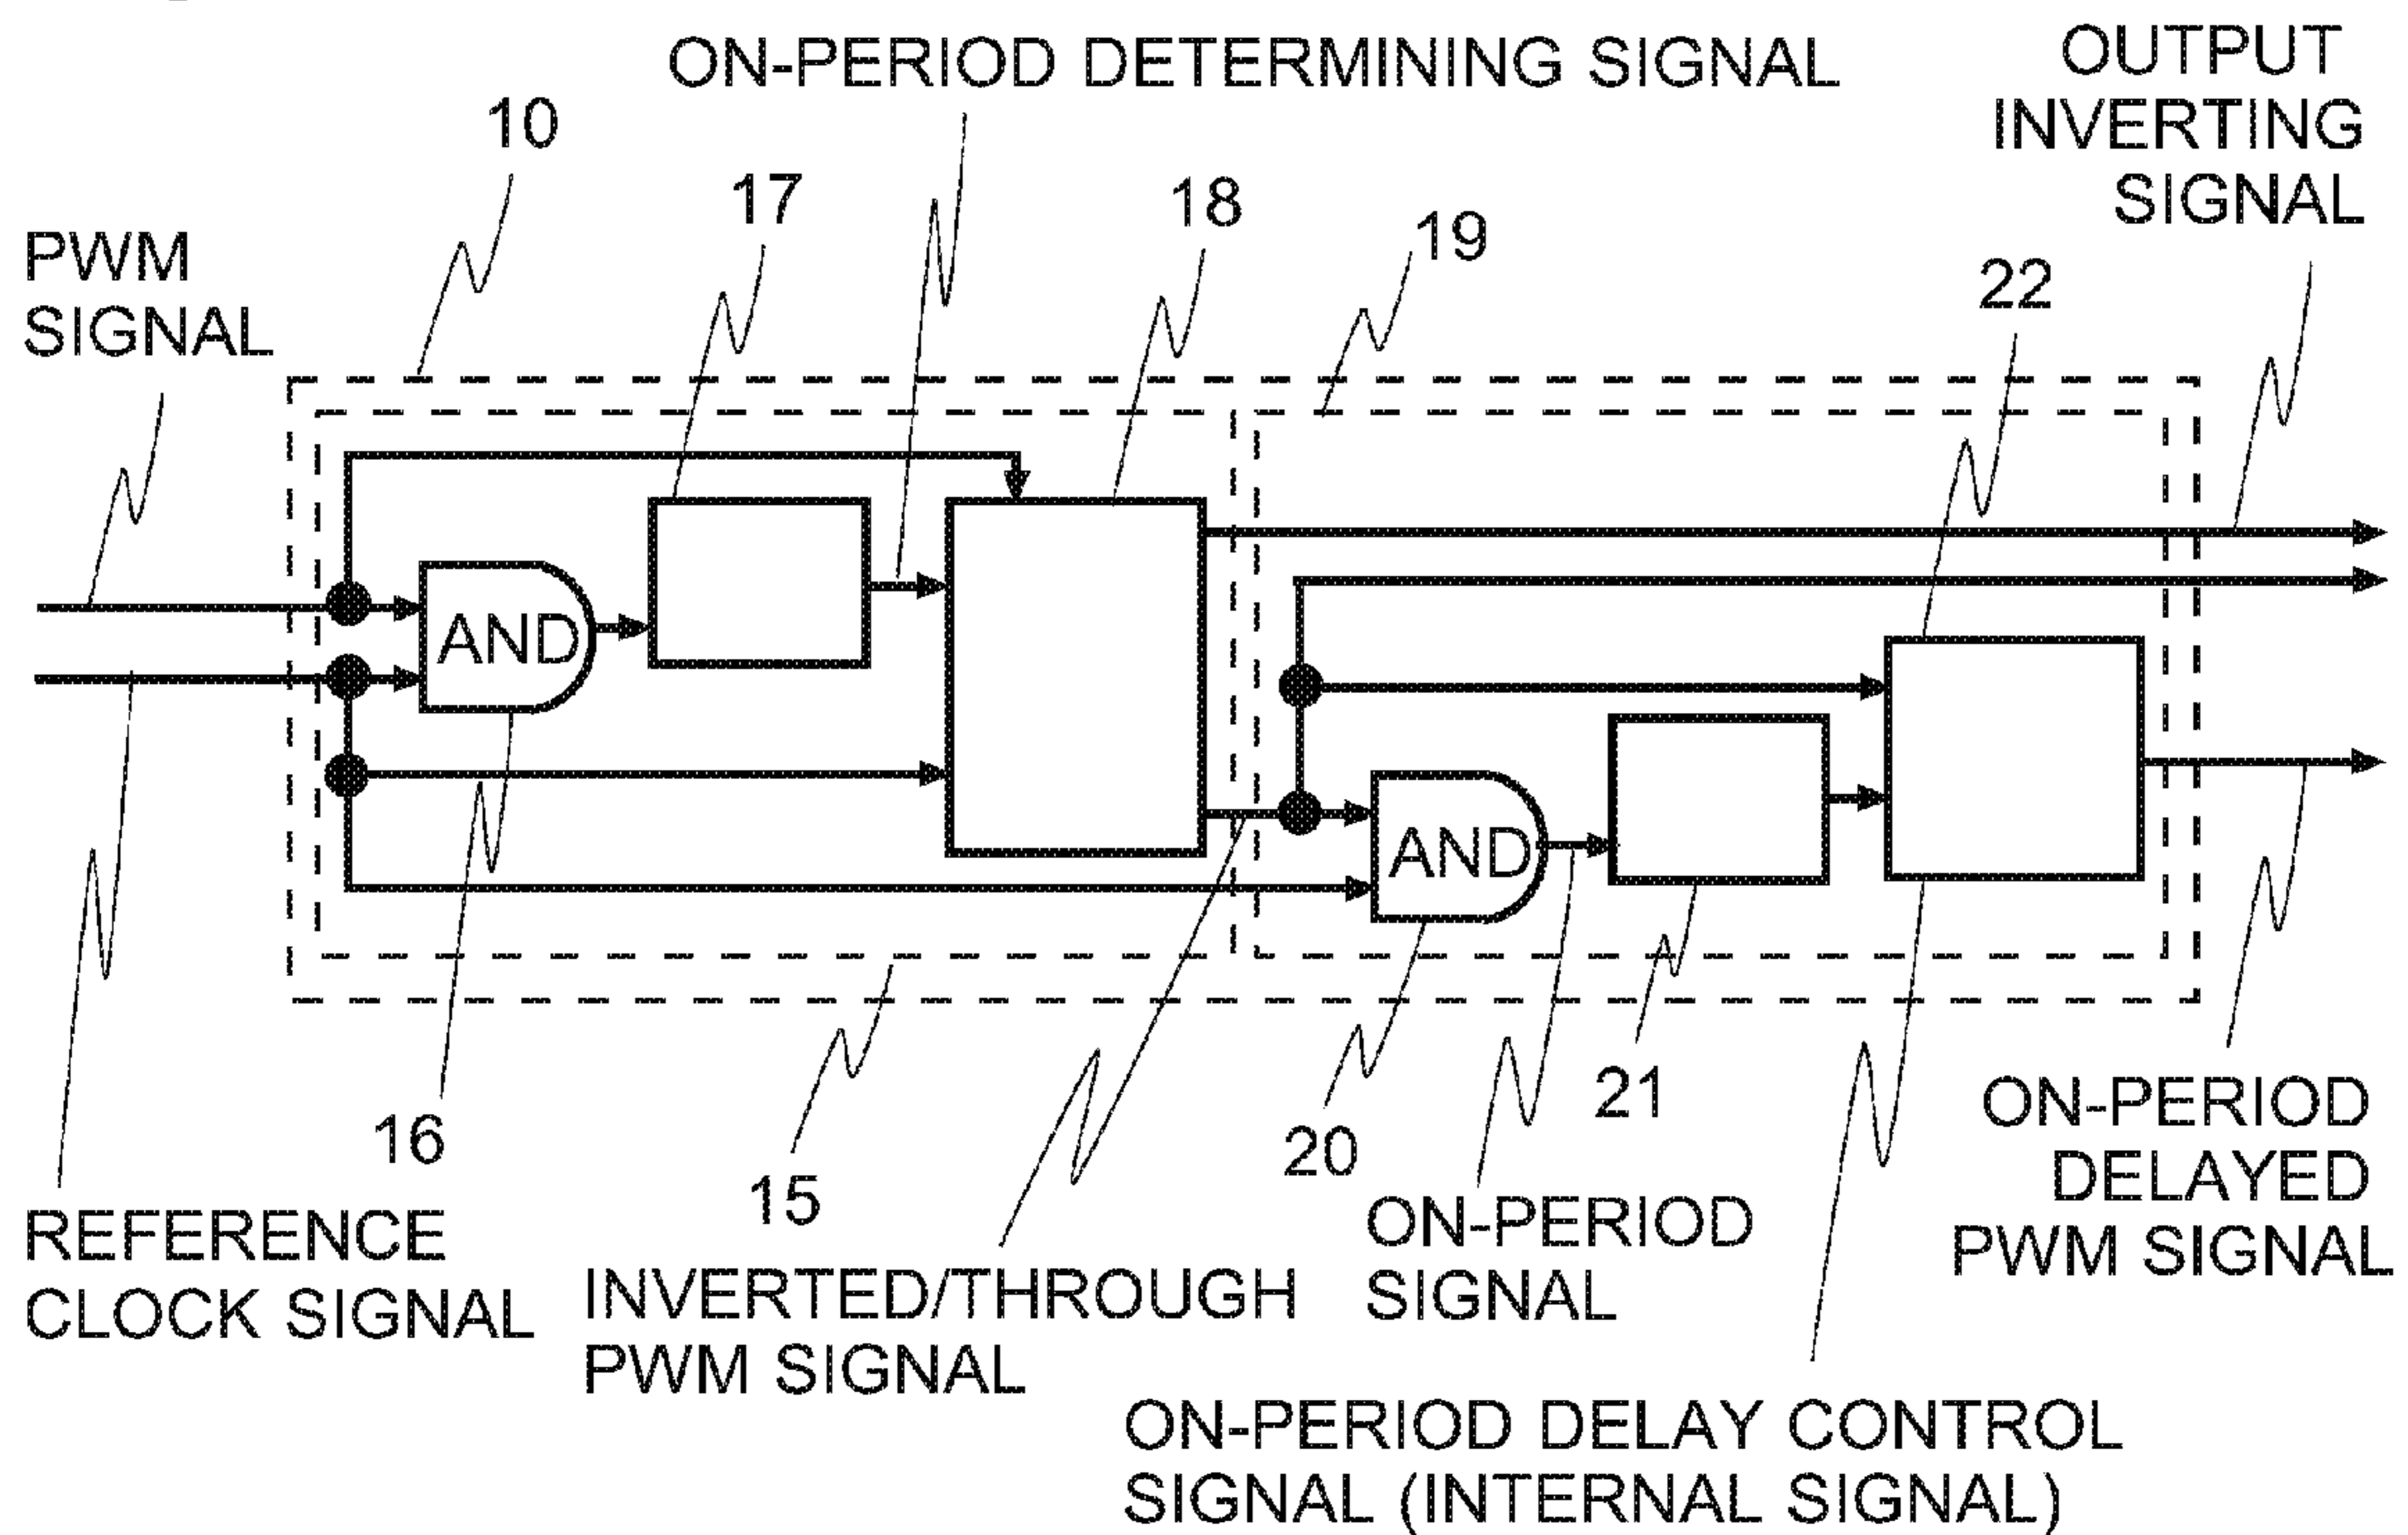 ON-PERIOD DETERMINING SIGNAL
OUTPUT
INVERTING
SIGNAL
10
17
18
19
22
PWM
SIGNAL
AND
AND
16
15
20
21
REFERENCE
CLOCK SIGNAL
INVERTED/THROUGH
PWM SIGNAL
ON-PERIOD
SIGNAL
ON-PERIOD
DELAYED
PWM SIGNAL
ON-PERIOD DELAY CONTROL
SIGNAL (INTERNAL SIGNAL)